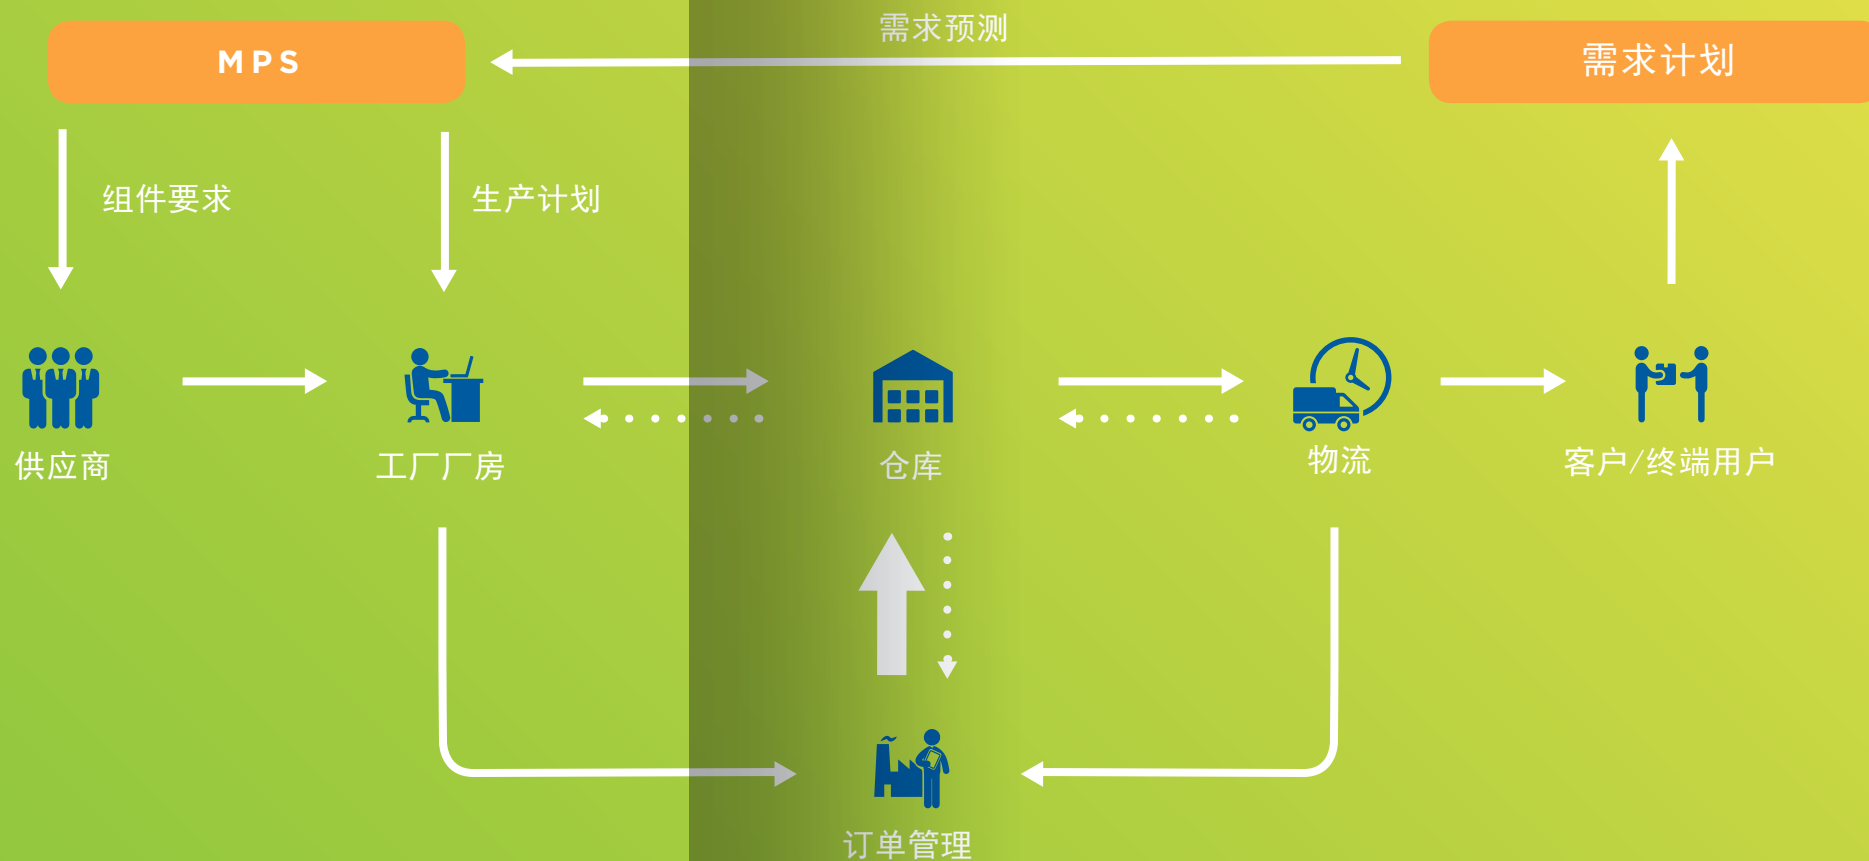 需求预测
MPS
需求计划
组件要求
生产计划
供应商
工厂厂房
仓库
物流
客户/终端用户
订单管理